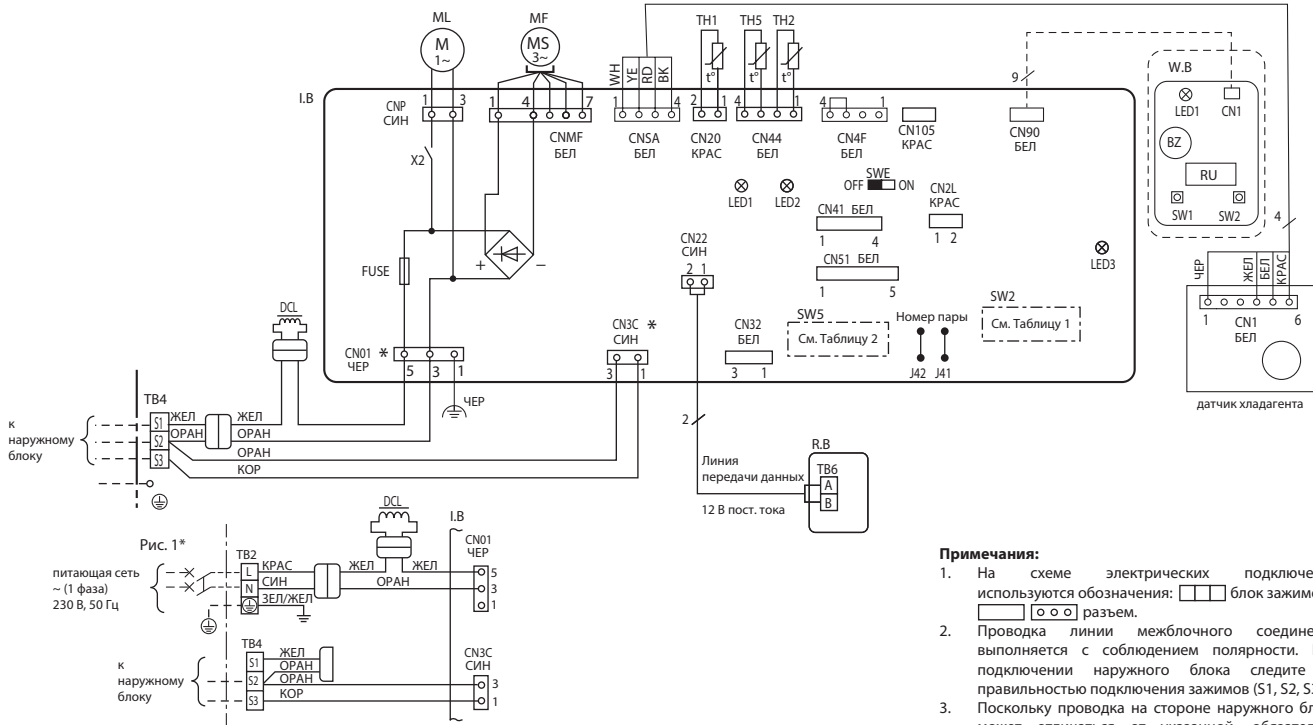 ML
MF
M
1~
MS
3~
TH1
TH5
TH2
t°
t°
t°
WH
YE
RD
BK
I.B
CNP
СИН
1
3
1
4
7
1
4
2
1
4
1
4
1
CNMF
БЕЛ
CNSA
БЕЛ
CN20
КРАС
CN44
БЕЛ
CN4F
БЕЛ
CN105
КРАС
CN90
БЕЛ
9
W.B
LED1
CN1
BZ
RU
SW1
SW2
4
X2
LED1
LED2
SWE
OFF
ON
CN2L
КРАС
1 2
CN41 БЕЛ
1
4
CN51 БЕЛ
1
5
CN22
СИН
2 1
LED3
FUSE
+
−
ЧЕР
ЖЕЛ
БЕЛ
КРАС
1
6
CN1
БЕЛ
датчик хладагента
DCL
CN01 *
ЧЕР
5
3
1
ЧЕР
CN3C *
СИН
3
1
CN32
БЕЛ
3
1
SW5
См. Таблицу 2
Номер пары
J42 J41
SW2
См. Таблицу 1
TB4
к
наружному
блоку
S1
S2
S3
ЖЕЛ
ЖЕЛ
ОРАН
ОРАН
ОРАН
КОР
2
Линия
передачи данных
12 В пост. тока
R.B
TB6
A
B
Рис. 1*
питающая сеть
~ (1 фаза)
230 В, 50 Гц
TB2
L
N
КРАС
СИН
ЗЕЛ/ЖЕЛ
ЖЕЛ
DCL
ЖЕЛ
ОРАН
I.B
CN01
ЧЕР
5
3
1
TB4
к
наружному
блоку
S1
S2
S3
ЖЕЛ
ОРАН
ОРАН
КОР
CN3C
СИН
3
1
Примечания:
1. На схеме электрических подключе
используются обозначения: блок зажим
разъем.
2. Проводка линии межблочного соедине
выполняется с соблюдением полярности.
подключении наружного блока следите
правильностью подключения зажимов (S1, S2, S
3. Поскольку проводка на стороне наружного бл